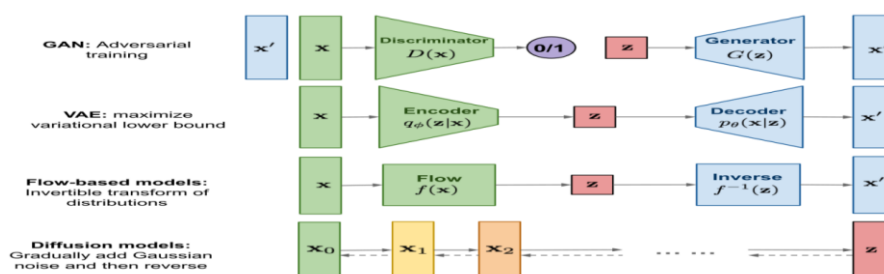 GAN: Adversarial
training
x'
x
Discriminator
D(x)
0/1
z
Generator
G(z)
x
VAE: maximize
variational lower bound
x
Encoder
qφ(z|x)
z
Decoder
pθ(x|z)
x'
Flow-based models:
Invertible transform of
distributions
x
Flow
f(x)
z
Inverse
f⁻¹(z)
x'
Diffusion models:
Gradually add Gaussian
noise and then reverse
x₀
x₁
x₂
... ...
z